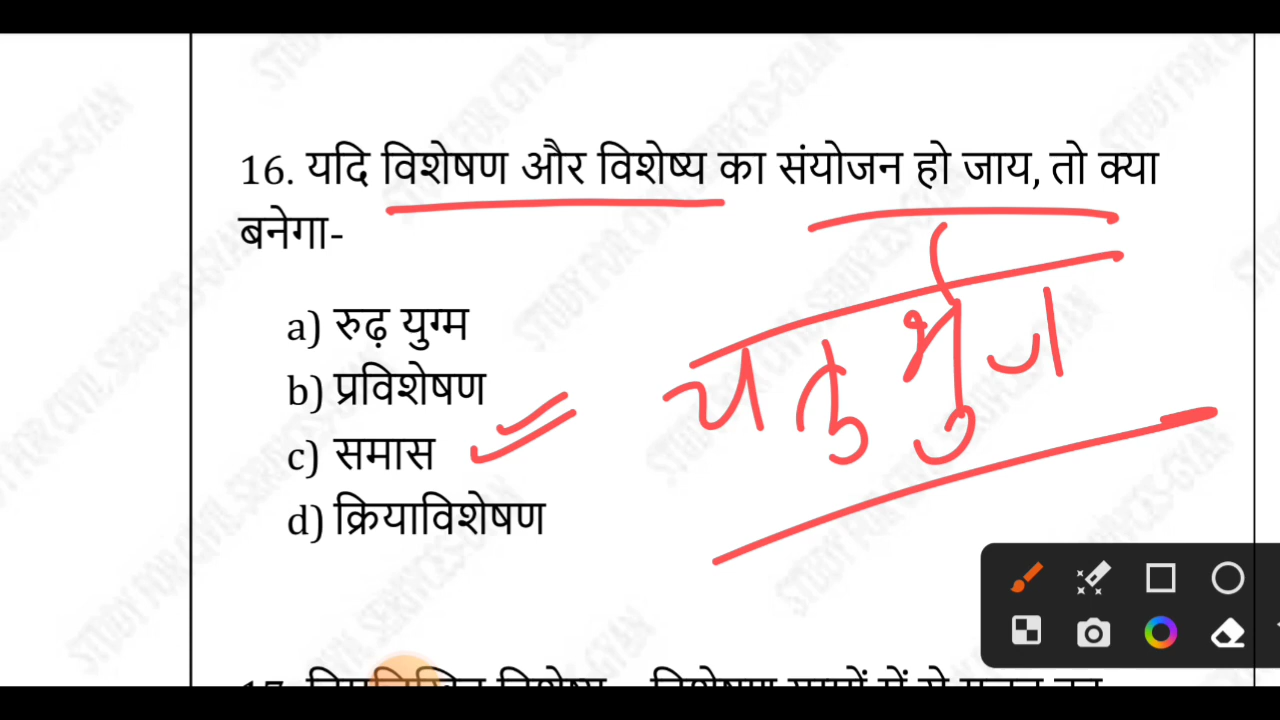 16. यदि विशेषण और विशेष्य का संयोजन हो जाय, तो क्या
बनेगा-
a) रुढ़ युग्म
b) प्रविशेषण
c) समास
d) क्रियाविशेषण
चतुर्भुज